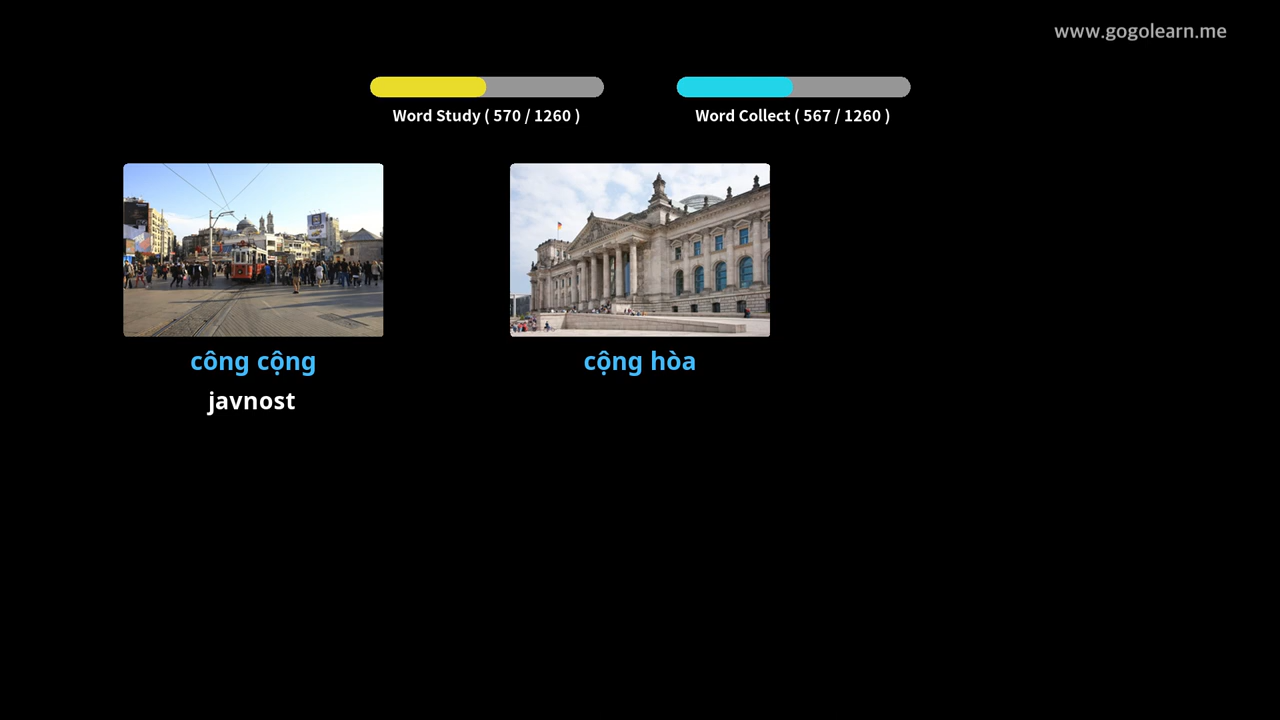 www.gogolearn.me
Word Study ( 570 / 1260 )
Word Collect ( 567 / 1260 )
công cộng
cộng hòa
javnost